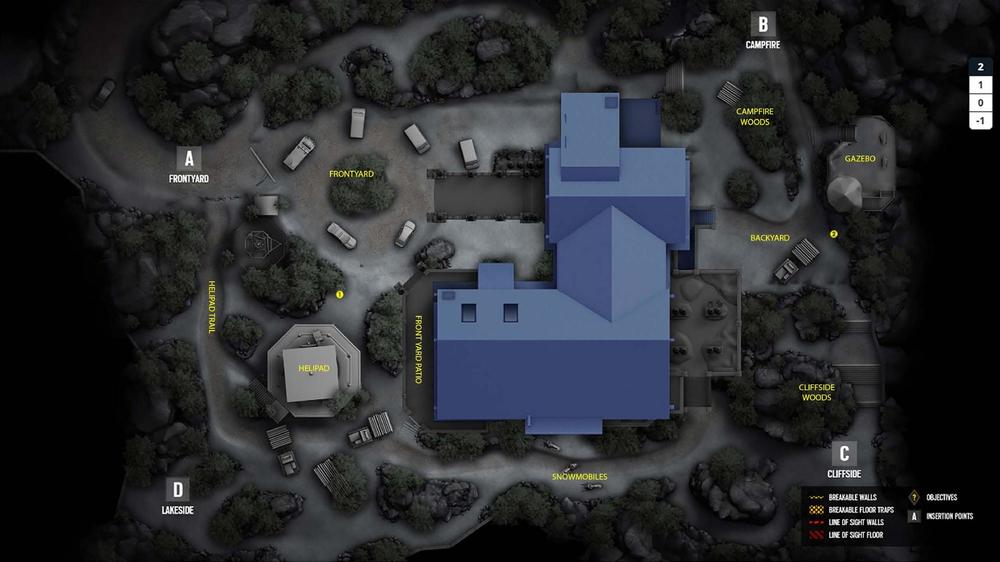 B
CAMPFIRE
2
1
0
-1
CAMPFIRE
WOODS
A
FRONTYARD
FRONTYARD
GAZEBO
BACKYARD
2
HELIPAD TRAIL
1
FRONT YARD PATIO
HELIPAD
CLIFFSIDE
WOODS
C
CLIFFSIDE
D
LAKESIDE
SNOWMOBILES
BREAKABLE WALLS
BREAKABLE FLOOR TRAPS
LINE OF SIGHT WALLS
LINE OF SIGHT FLOOR
? OBJECTIVES
A INSERTION POINTS